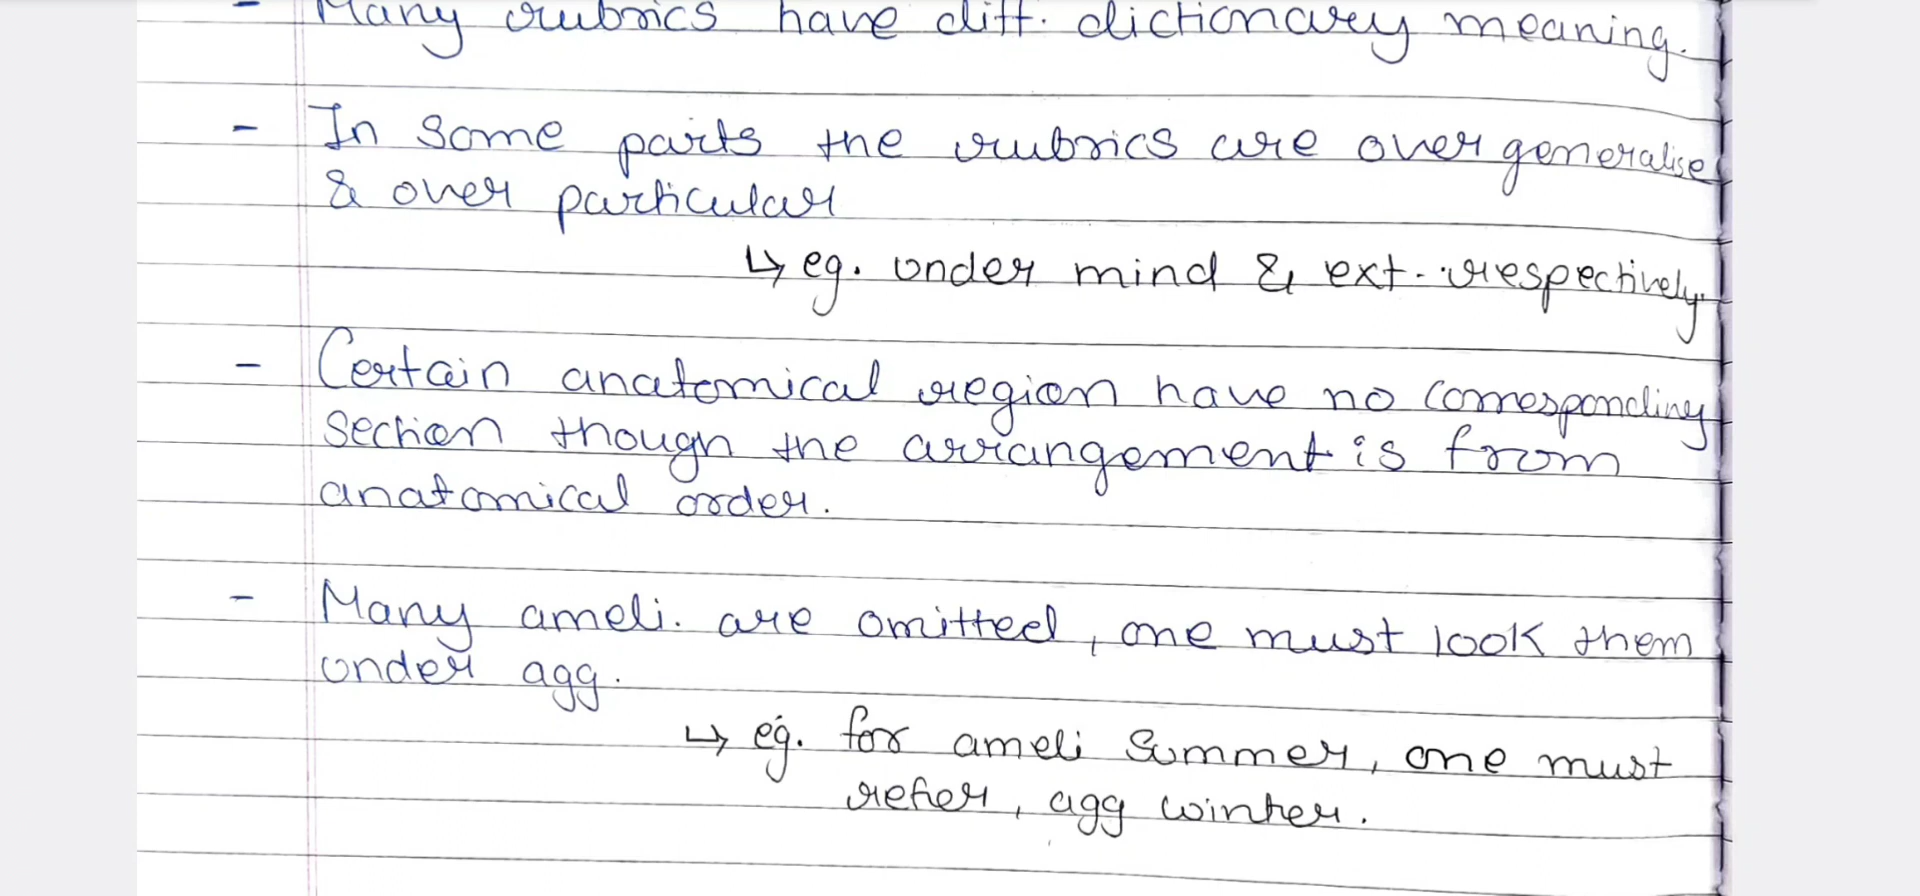 - Many rubrics have diff. dictionary meaning.
- In some parts the rubrics are over generalise
& over particular
↳ eg. under mind & ext. respectively.
- Certain anatomical region have no corresponding
section though the arrangement is from
anatomical order.
- Many ameli. are omitted, one must look them
under agg.
↳ eg. for ameli summer, one must
refer, agg winter.